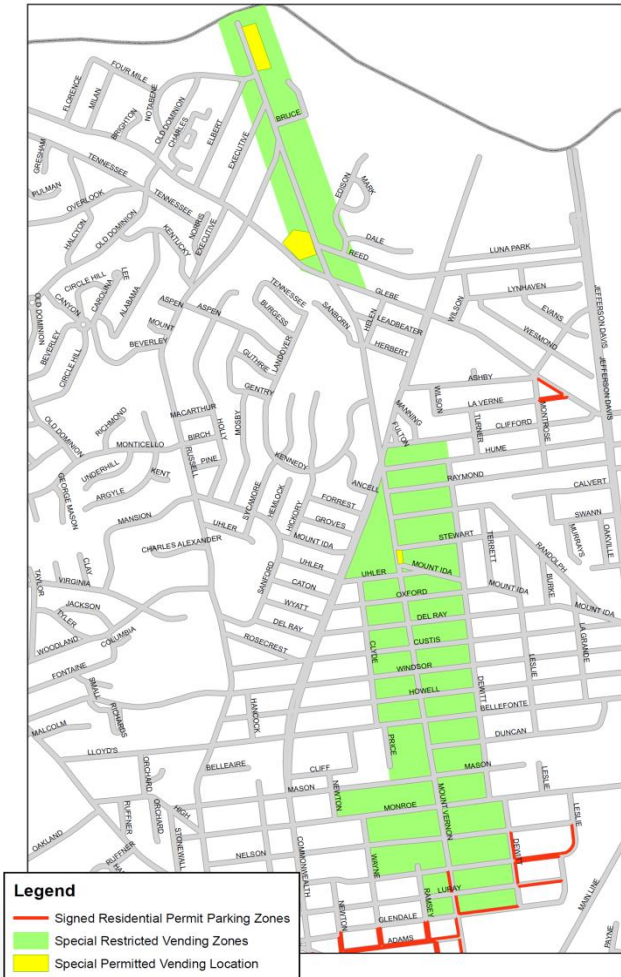 FOUR MILE
FLORENCE
MILAN
BRIGHTON
NOTABENE
OLD DOMINION
CHARLES
ELBERT
EXECUTIVE
BRUCE
GRESHAM
TENNESSEE
PULMAN
OVERLOOK
TENNESSEE
HALCYON
OLD DOMINION
KENTUCKY
NORRIS
EXECUTIVE
EDISON
MARK
DALE
REED
LUNA PARK
CIRCLE HILL
LEE
CANYON
CAROLINA
ALABAMA
OLD DOMINION
BEVERLEY
CIRCLE HILL
ASPEN
ASPEN
MOUNT
BEVERLEY
TENNESSEE
BURGESS
LANDOVER
GUTHRIE
GENTRY
SANBORN
HELEN
GLEBE
LEADBEATER
HERBERT
WILSON
LYNHAVEN
EVANS
WESMOND
JEFFERSON DAVIS
JEFFERSON DAVIS
ASHBY
WILSON
LA VERNE
MANNING
TURNER
CLIFFORD
MONTROSE
FULTON
HUME
OLD DOMINION
RICHMOND
MACARTHUR
HOLLY
MOSBY
MONTICELLO
BIRCH
UNDERHILL
KENT
RUSSELL
PINE
KENNEDY
ANCELL
RAYMOND
GEORGE MASON
ARGYLE
SYCAMORE
HEMLOCK
HICKORY
FORREST
GROVES
CALVERT
MANSION
UHLER
MOUNT IDA
SWANN
STEWART
TERRETT
RANDOLPH
MURRAYS
OAKVILLE
CHARLES ALEXANDER
CLAY
SANFORD
UHLER
UHLER
MOUNT IDA
TAYLOR
VIRGINIA
CATON
OXFORD
MOUNT IDA
BURKE
MOUNT IDA
JACKSON
WYATT
TYLER
DEL RAY
DEL RAY
WOODLAND
COLUMBIA
ROSECREST
CLYDE
CUSTIS
LA GRANDE
FONTAINE
WINDSOR
LESLIE
SMALL
HOWELL
DEWITT
RICHARDS
HANCOCK
BELLEFONTE
MALCOLM
DUNCAN
LLOYD'S
PRICE
ORCHARD
BELLEAIRE
CLIFF
MASON
LESLIE
MASON
NEWTON
MONROE
MOUNT VERNON
RUFFNER
ORCHARD
HIGH
LESLIE
OAKLAND
STONEWALL
NELSON
COMMONWEALTH
WAYNE
DEWITT
RUFFNER
LURAY
RAMSEY
MAIN LINE
NEWTON
GLENDALE
ADAMS
PAYNE
Legend
Signed Residential Permit Parking Zones
Special Restricted Vending Zones
Special Permitted Vending Location